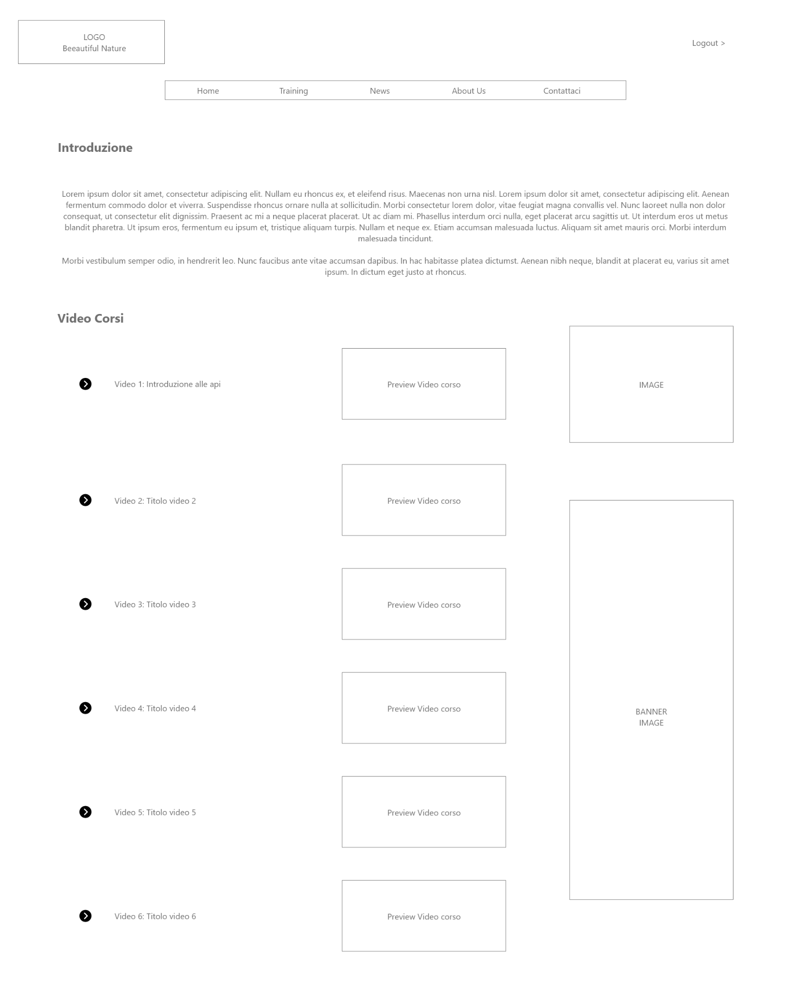 LOGO
Beeautiful Nature
Logout >
Home
Training
News
About Us
Contattaci
Introduzione
Lorem ipsum dolor sit amet, consectetur adipiscing elit. Nullam eu rhoncus ex, et eleifend risus. Maecenas non urna nisl. Lorem ipsum dolor sit amet, consectetur adipiscing elit. Aenean
fermentum commodo dolor et viverra. Suspendisse rhoncus ornare nulla at sollicitudin. Morbi consectetur lorem dolor, vitae feugiat magna convallis vel. Nunc laoreet nulla non dolor
consequat, ut consectetur elit dignissim. Praesent ac mi a neque placerat placerat. Ut ac diam mi. Phasellus interdum orci nulla, eget placerat arcu sagittis ut. Ut interdum eros ut metus
blandit pharetra. Ut ipsum eros, fermentum eu ipsum et, tristique aliquam turpis. Nullam et neque ex. Etiam accumsan malesuada luctus. Aliquam sit amet mauris orci. Morbi interdum
malesuada tincidunt.
Morbi vestibulum semper odio, in hendrerit leo. Nunc faucibus ante vitae accumsan dapibus. In hac habitasse platea dictumst. Aenean nibh neque, blandit at placerat eu, varius sit amet
ipsum. In dictum eget justo at rhoncus.
Video Corsi
Video 1: Introduzione alle api
Preview Video corso
IMAGE
Video 2: Titolo video 2
Preview Video corso
Video 3: Titolo video 3
Preview Video corso
Video 4: Titolo video 4
Preview Video corso
BANNER
IMAGE
Video 5: Titolo video 5
Preview Video corso
Video 6: Titolo video 6
Preview Video corso